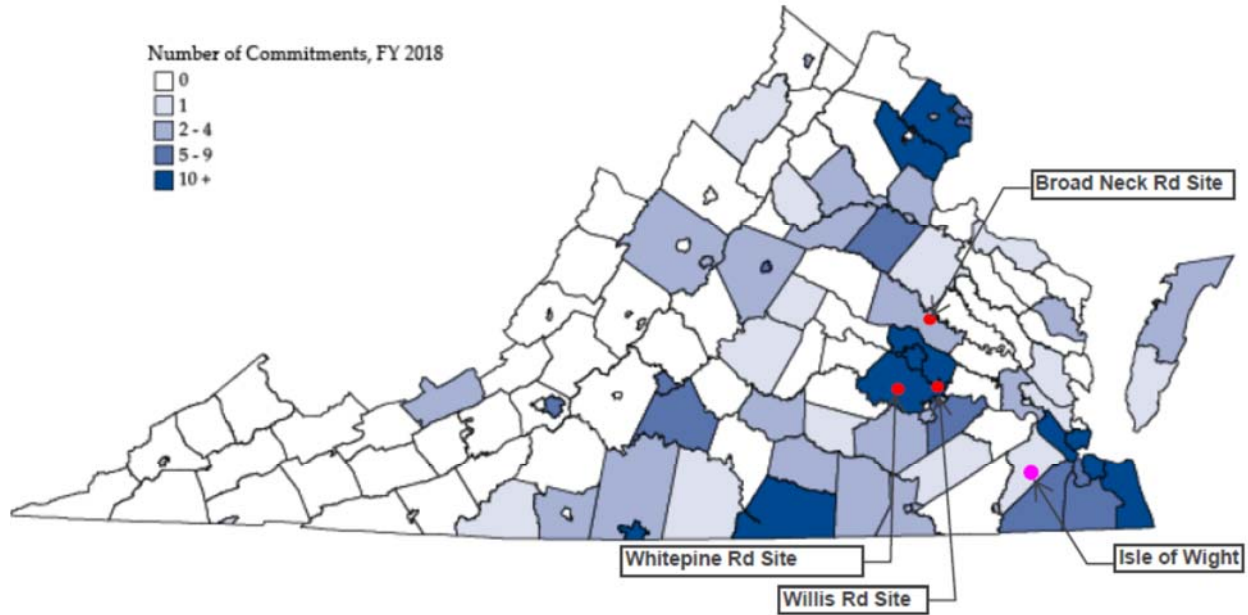 Number of Commitments, FY 2018
0
1
2 - 4
5 - 9
10 +
Broad Neck Rd Site
Whitepine Rd Site
Isle of Wight
Willis Rd Site